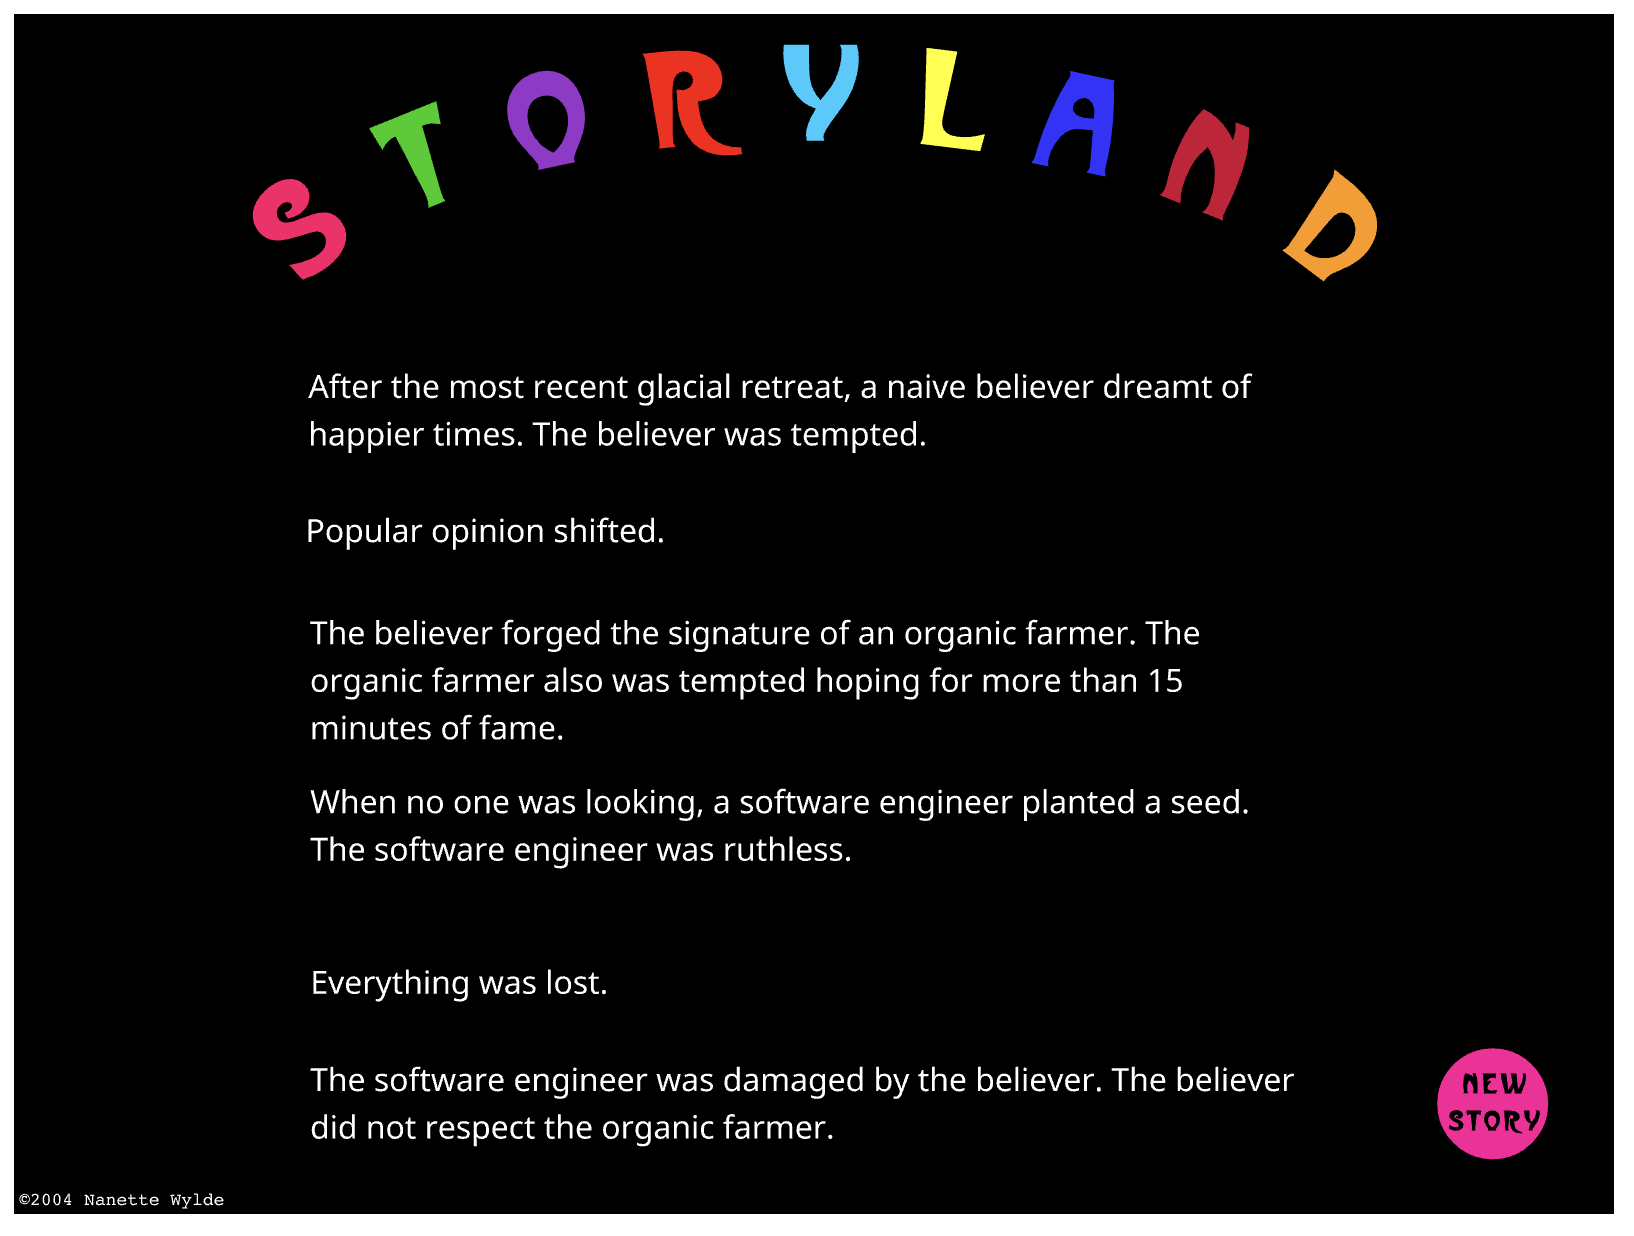 STORYLAND
After the most recent glacial retreat, a naive believer dreamt of
happier times. The believer was tempted.
Popular opinion shifted.
The believer forged the signature of an organic farmer. The
organic farmer also was tempted hoping for more than 15
minutes of fame.
When no one was looking, a software engineer planted a seed.
The software engineer was ruthless.
Everything was lost.
The software engineer was damaged by the believer. The believer
did not respect the organic farmer.
NEW
STORY
©2004 Nanette Wylde